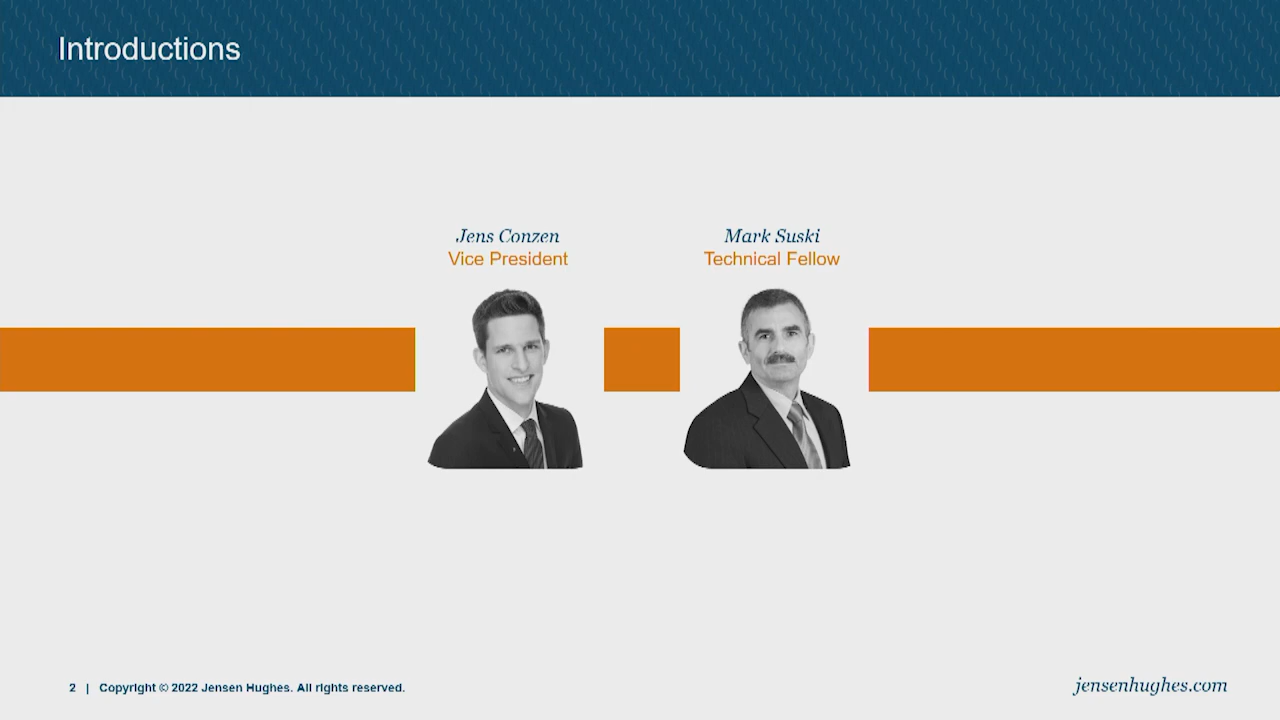 Introductions
Jens Conzen
Vice President
Mark Suski
Technical Fellow
2 | Copyright © 2022 Jensen Hughes. All rights reserved.
jensenhughes.com